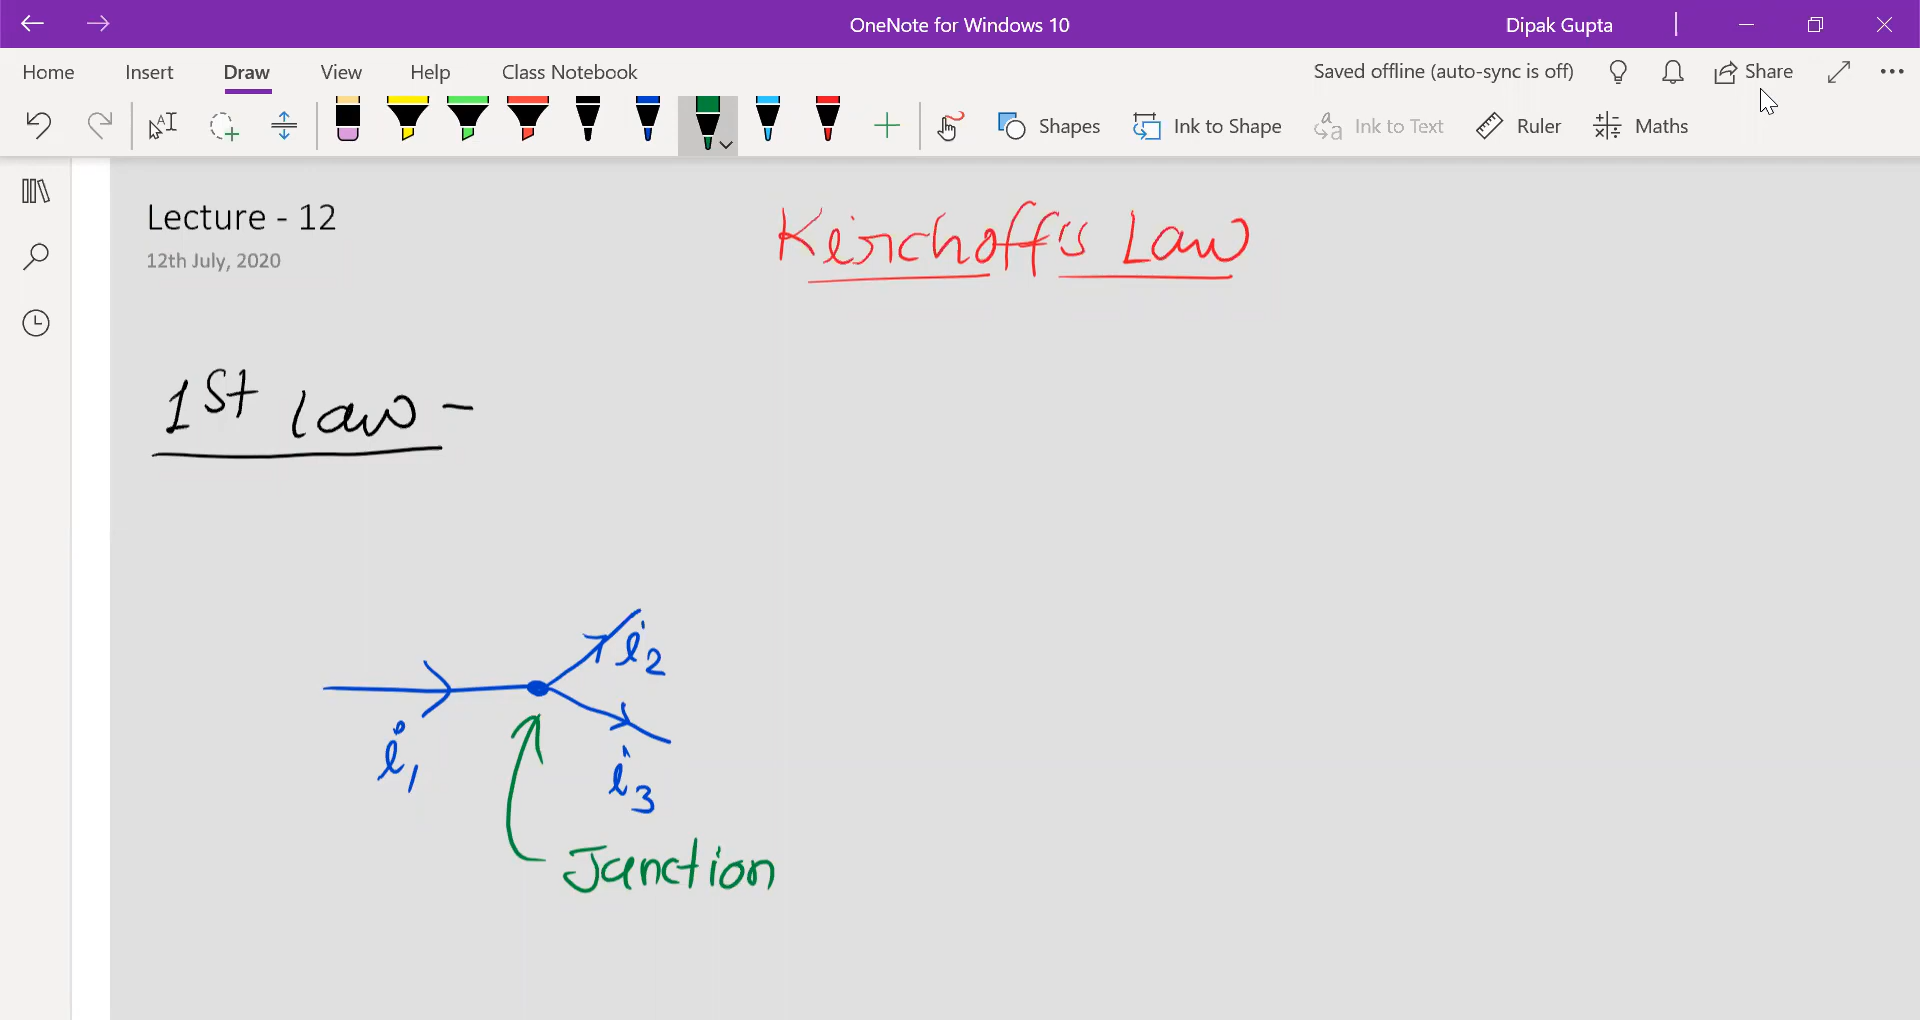 OneNote for Windows 10
Dipak Gupta
Home Insert Draw View Help Class Notebook
Saved offline (auto-sync is off) Share
Shapes Ink to Shape Ink to Text Ruler Maths
Lecture - 12
12th July, 2020
Keirchoff's Law
1st law -
i2
i1
i3
Junction